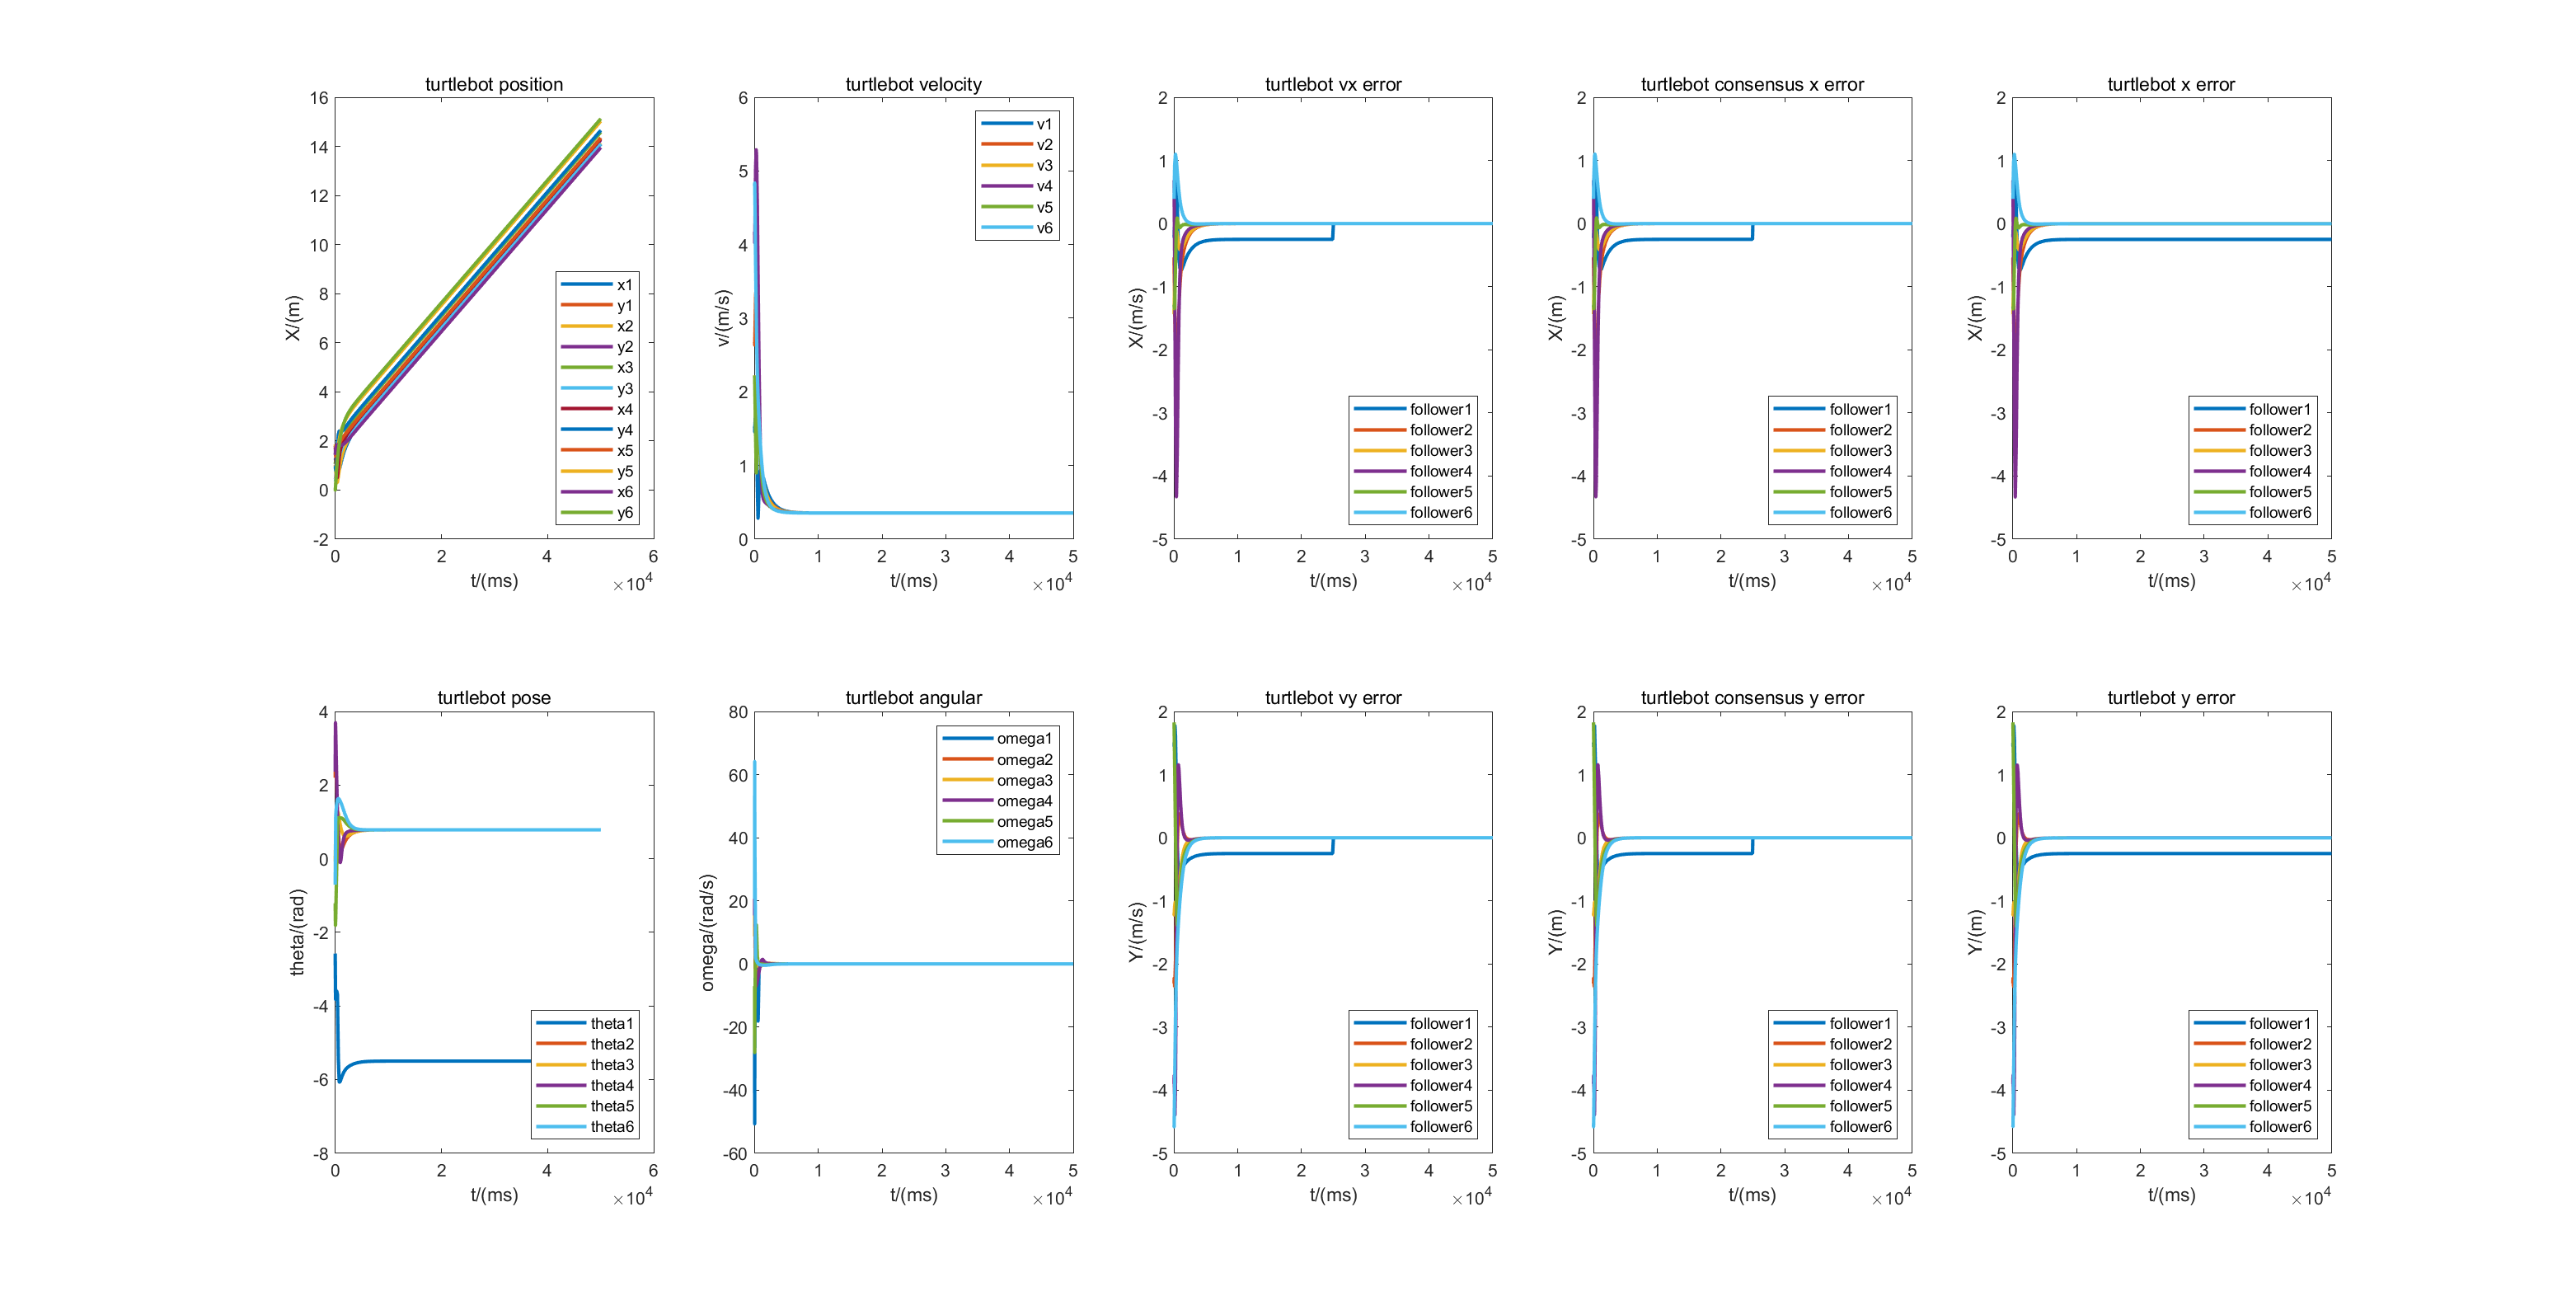 turtlebot position
16
14
12
10
8
6
4
2
0
-2
X/(m)
x1
y1
x2
y2
x3
y3
x4
y4
x5
y5
x6
y6
0 2 4 6
t/(ms)
×10^4
turtlebot velocity
6
5
4
3
2
1
0
v/(m/s)
v1
v2
v3
v4
v5
v6
0 1 2 3 4 5
t/(ms)
×10^4
turtlebot vx error
2
1
0
-1
-2
-3
-4
-5
X/(m/s)
follower1
follower2
follower3
follower4
follower5
follower6
0 1 2 3 4 5
t/(ms)
×10^4
turtlebot consensus x error
2
1
0
-1
-2
-3
-4
-5
X/(m)
follower1
follower2
follower3
follower4
follower5
follower6
0 1 2 3 4 5
t/(ms)
×10^4
turtlebot x error
2
1
0
-1
-2
-3
-4
-5
X/(m)
follower1
follower2
follower3
follower4
follower5
follower6
0 1 2 3 4 5
t/(ms)
×10^4
turtlebot pose
4
2
0
-2
-4
-6
-8
theta/(rad)
theta1
theta2
theta3
theta4
theta5
theta6
0 2 4 6
t/(ms)
×10^4
turtlebot angular
80
60
40
20
0
-20
-40
-60
omega/(rad/s)
omega1
omega2
omega3
omega4
omega5
omega6
0 1 2 3 4 5
t/(ms)
×10^4
turtlebot vy error
2
1
0
-1
-2
-3
-4
-5
Y/(m/s)
follower1
follower2
follower3
follower4
follower5
follower6
0 1 2 3 4 5
t/(ms)
×10^4
turtlebot consensus y error
2
1
0
-1
-2
-3
-4
-5
Y/(m)
follower1
follower2
follower3
follower4
follower5
follower6
0 1 2 3 4 5
t/(ms)
×10^4
turtlebot y error
2
1
0
-1
-2
-3
-4
-5
Y/(m)
follower1
follower2
follower3
follower4
follower5
follower6
0 1 2 3 4 5
t/(ms)
×10^4